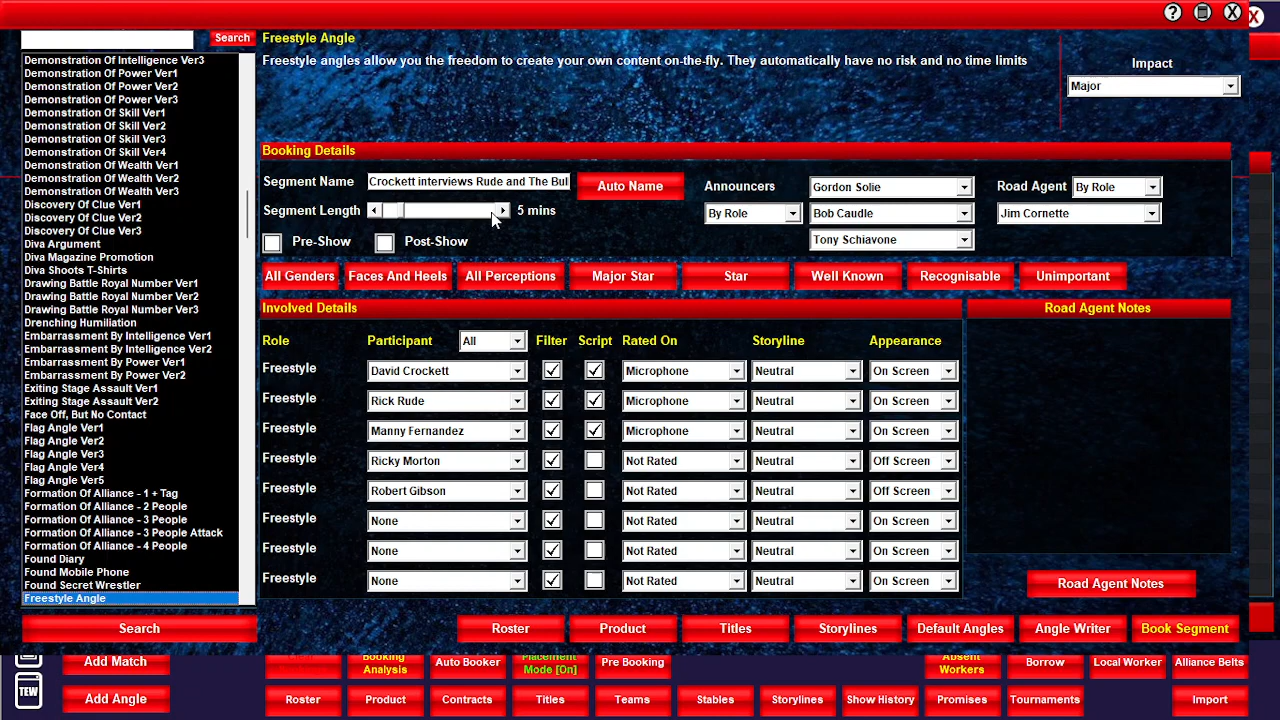 ? X X
Search
Demonstration Of Intelligence Ver3
Demonstration Of Power Ver1
Demonstration Of Power Ver2
Demonstration Of Power Ver3
Demonstration Of Skill Ver1
Demonstration Of Skill Ver2
Demonstration Of Skill Ver3
Demonstration Of Skill Ver4
Demonstration Of Wealth Ver1
Demonstration Of Wealth Ver2
Demonstration Of Wealth Ver3
Discovery Of Clue Ver1
Discovery Of Clue Ver2
Discovery Of Clue Ver3
Diva Argument
Diva Magazine Promotion
Diva Shoots T-Shirts
Drawing Battle Royal Number Ver1
Drawing Battle Royal Number Ver2
Drawing Battle Royal Number Ver3
Drenching Humiliation
Embarrassment By Intelligence Ver1
Embarrassment By Intelligence Ver2
Embarrassment By Power Ver1
Embarrassment By Power Ver2
Exiting Stage Assault Ver1
Exiting Stage Assault Ver2
Face Off, But No Contact
Flag Angle Ver1
Flag Angle Ver2
Flag Angle Ver3
Flag Angle Ver4
Flag Angle Ver5
Formation Of Alliance - 1 + Tag
Formation Of Alliance - 2 People
Formation Of Alliance - 3 People
Formation Of Alliance - 3 People Attack
Formation Of Alliance - 4 People
Found Diary
Found Mobile Phone
Found Secret Wrestler
Freestyle Angle
Search
Freestyle Angle
Freestyle angles allow you the freedom to create your own content on-the-fly. They automatically have no risk and no time limits
Impact
Major
Booking Details
Segment Name Crockett interviews Rude and The Bul Auto Name Announcers Gordon Solie Road Agent By Role
Segment Length 5 mins By Role Bob Caudle Jim Cornette
Pre-Show Post-Show Tony Schiavone
All Genders Faces And Heels All Perceptions Major Star Star Well Known Recognisable Unimportant
Involved Details Road Agent Notes
Role Participant All Filter Script Rated On Storyline Appearance
Freestyle David Crockett Microphone Neutral On Screen
Freestyle Rick Rude Microphone Neutral On Screen
Freestyle Manny Fernandez Microphone Neutral On Screen
Freestyle Ricky Morton Not Rated Neutral Off Screen
Freestyle Robert Gibson Not Rated Neutral Off Screen
Freestyle None Not Rated Neutral On Screen
Freestyle None Not Rated Neutral On Screen
Freestyle None Not Rated Neutral On Screen
Road Agent Notes
Roster Product Titles Storylines Default Angles Angle Writer Book Segment
Add Match Booking Analysis Auto Booker Placement Mode [On] Pre Booking Absent Workers Borrow Local Worker Alliance Belts
TEW Add Angle Roster Product Contracts Titles Teams Stables Storylines Show History Promises Tournaments Import